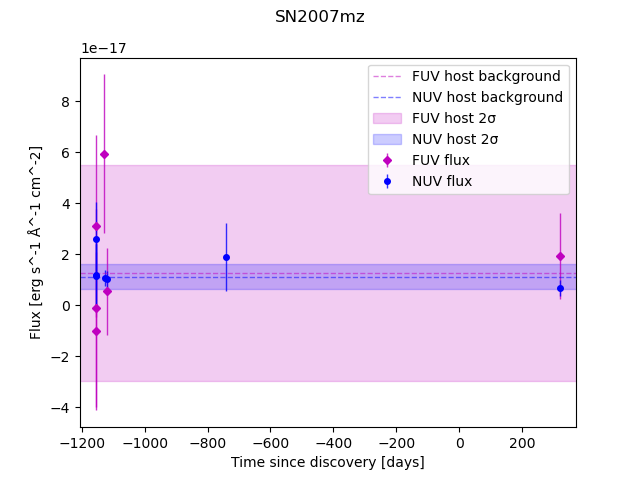 SN2007mz
1e−17
FUV host background
NUV host background
FUV host 2σ
NUV host 2σ
FUV flux
NUV flux
8
6
4
2
0
−2
−4
Flux [erg s^-1 Å^-1 cm^-2]
−1200
−1000
−800
−600
−400
−200
0
200
Time since discovery [days]